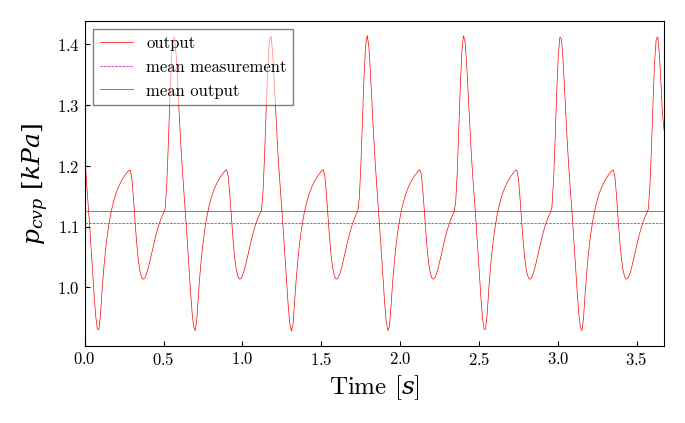 output
mean measurement
mean output
1.4
1.3
1.2
1.1
1.0
p_cvp [kPa]
0.0 0.5 1.0 1.5 2.0 2.5 3.0 3.5
Time [s]